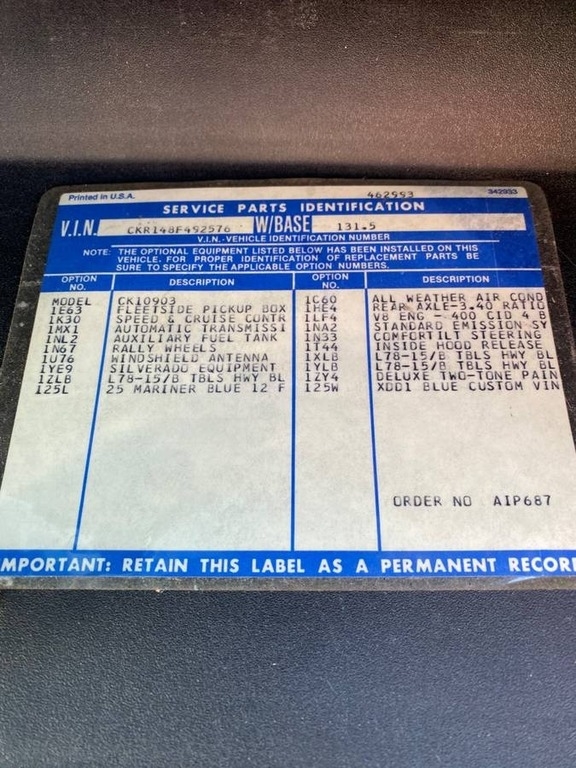 Printed in U.S.A. 462993 342933
SERVICE PARTS IDENTIFICATION
V.I.N. CKR148F492576 W/BASE 131.5
V.I.N.-VEHICLE IDENTIFICATION NUMBER
NOTE: THE OPTIONAL EQUIPMENT LISTED BELOW HAS BEEN INSTALLED ON THIS
VEHICLE. FOR PROPER IDENTIFICATION OF REPLACEMENT PARTS BE
SURE TO SPECIFY THE APPLICABLE OPTION NUMBERS.
OPTION NO. DESCRIPTION OPTION NO. DESCRIPTION
MODEL CK10903 1C60 ALL WEATHER AIR COND
1E63 FLEETSIDE PICKUP BOX 1HE4 REAR AXLE-3.40 RATIO
1K30 SPEED & CRUISE CONTR 1LF4 V8 ENG - 400 CID 4 B
1MX1 AUTOMATIC TRANSMISSI 1NA2 STANDARD EMISSION SY
1NL2 AUXILIARY FUEL TANK 1N33 COMFORTILT STEERING
1N67 RALLY WHEELS 1T44 INSIDE HOOD RELEASE
1U76 WINDSHIELD ANTENNA 1XLB L78-15/B TBLS HWY BL
1YE9 SILVERADO EQUIPMENT 1YLB L78-15/B TBLS HWY BL
1ZLB L78-15/B TBLS HWY BL 1ZY4 DELUXE TWO-TONE PAIN
125L 25 MARINER BLUE 12 F 125W XDD1 BLUE CUSTOM VIN
ORDER NO AIP687
MPORTANT: RETAIN THIS LABEL AS A PERMANENT RECOR